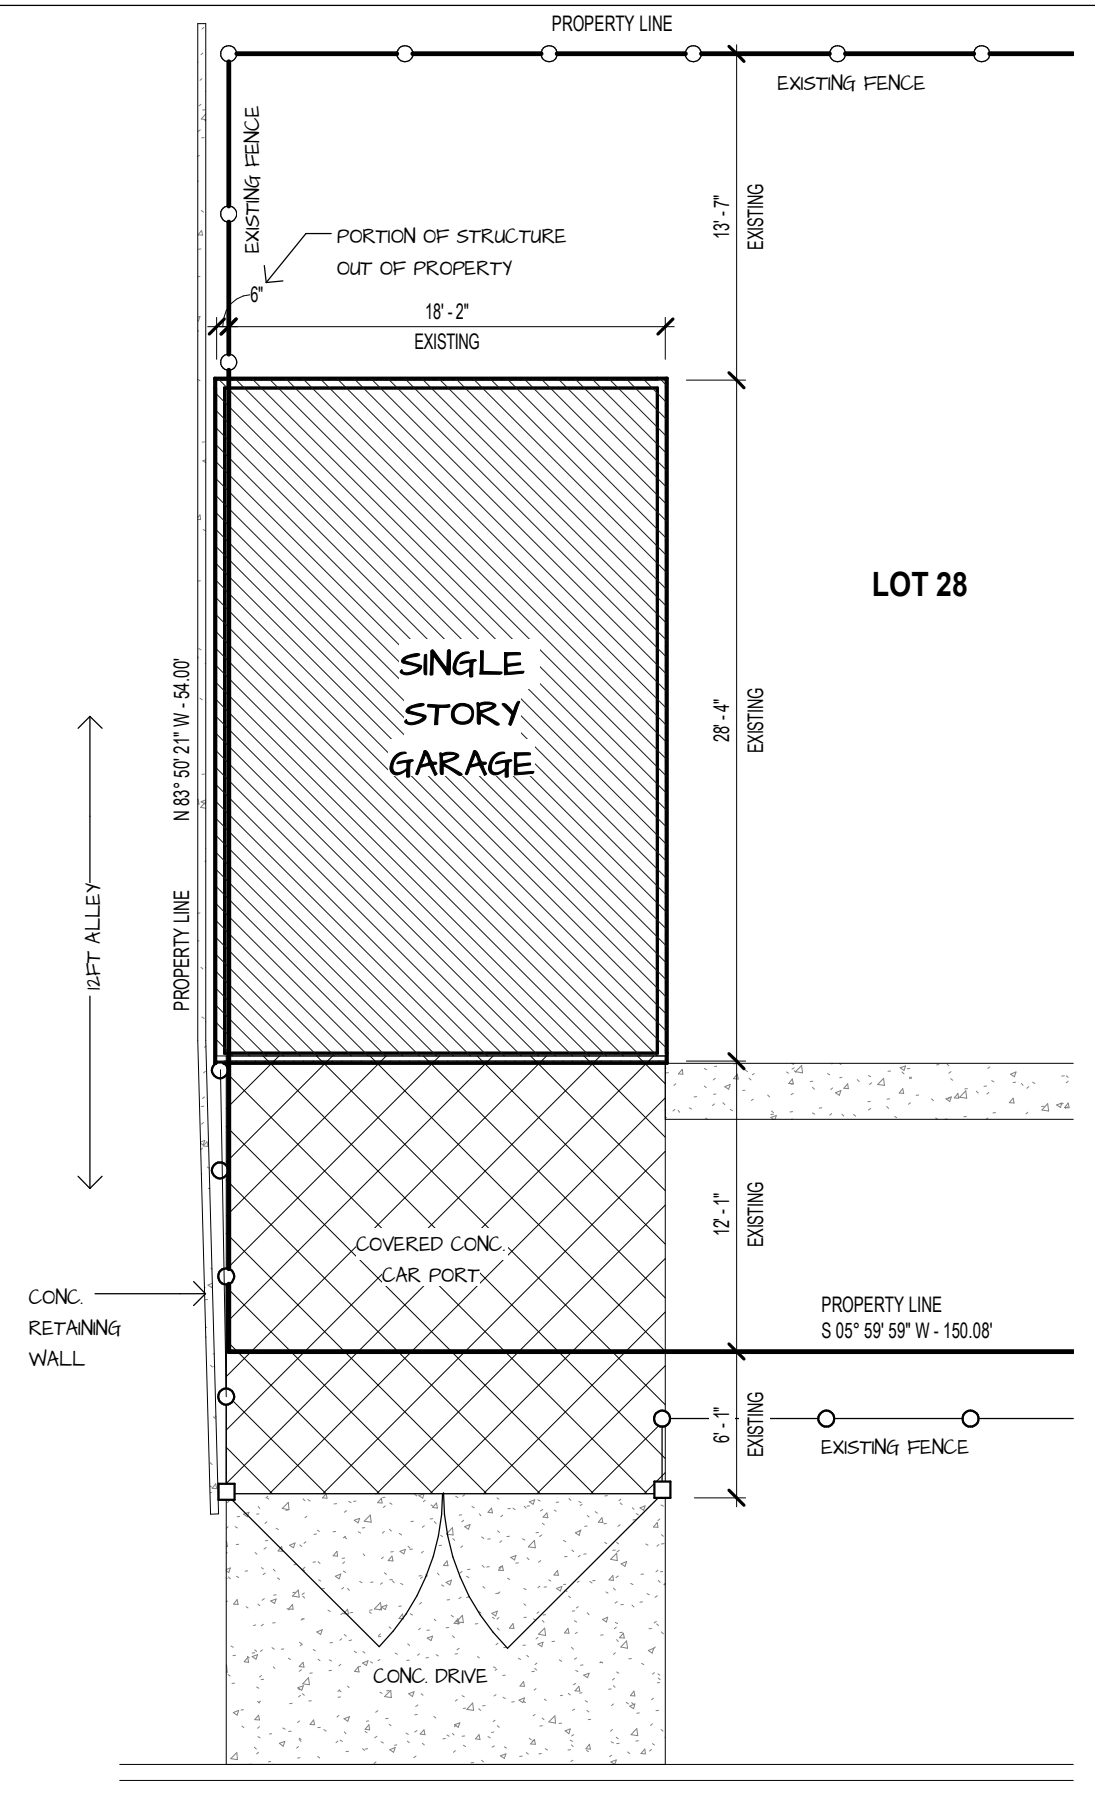 PROPERTY LINE
EXISTING FENCE
EXISTING FENCE
13' - 7"
EXISTING
PORTION OF STRUCTURE
OUT OF PROPERTY
6"
18' - 2"
EXISTING
LOT 28
SINGLE
STORY
GARAGE
28' - 4"
EXISTING
N 83° 50' 21" W - 54.00'
PROPERTY LINE
12FT ALLEY
COVERED CONC.
CAR PORT
12' - 1"
EXISTING
CONC.
RETAINING
WALL
PROPERTY LINE
S 05° 59' 59" W - 150.08'
6' - 1"
EXISTING
EXISTING FENCE
CONC. DRIVE